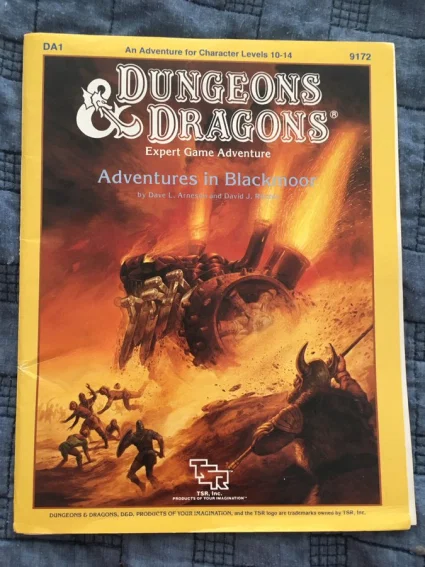 DA1
An Adventure for Character Levels 10-14
9172
DUNGEONS
& DRAGONS®
Expert Game Adventure
Adventures in Blackmoor
by Dave L. Arneson and David J. Ritchie
TSR
TSR, Inc.
PRODUCTS OF YOUR IMAGINATION™
DUNGEONS & DRAGONS, D&D, PRODUCTS OF YOUR IMAGINATION, and the TSR logo are trademarks owned by TSR, Inc.